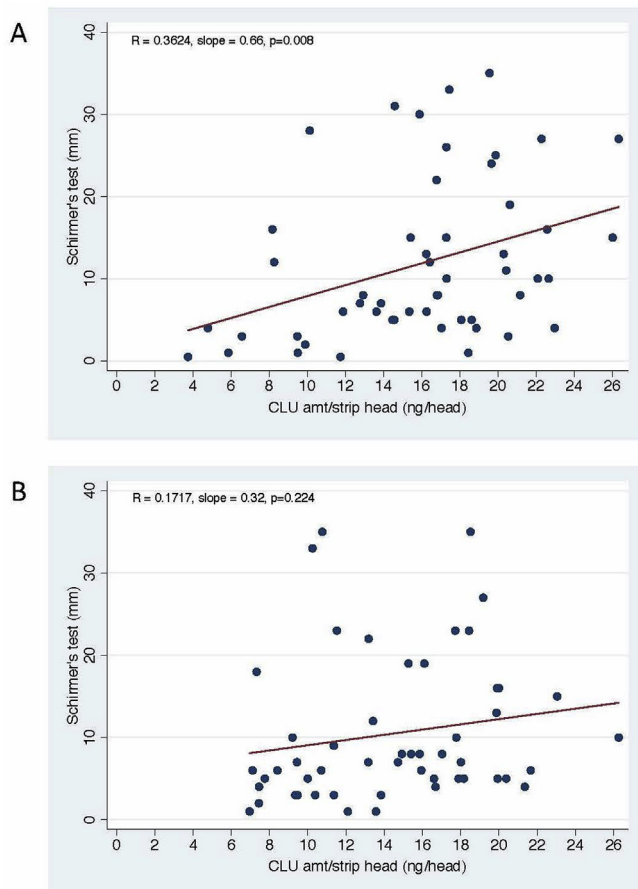 A
R = 0.3624, slope = 0.66, p=0.008
Schirmer's test (mm)
40
30
20
10
0
0 2 4 6 8 10 12 14 16 18 20 22 24 26
CLU amt/strip head (ng/head)
B
R = 0.1717, slope = 0.32, p=0.224
Schirmer's test (mm)
40
30
20
10
0
0 2 4 6 8 10 12 14 16 18 20 22 24 26
CLU amt/strip head (ng/head)